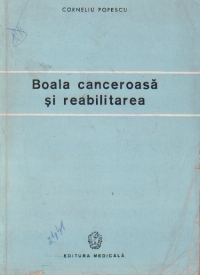 CORNELIU POPESCU
Boala canceroasă
și reabilitarea
EDITURA MEDICALĂ